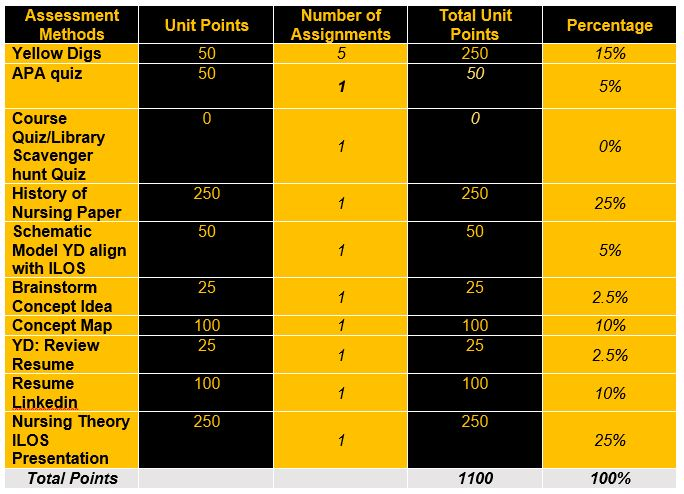 Assessment Methods Unit Points Number of Assignments Total Unit Points Percentage
Yellow Digs 50 5 250 15%
APA quiz 50 1 50 5%
Course Quiz/Library Scavenger hunt Quiz 0 1 0 0%
History of Nursing Paper 250 1 250 25%
Schematic Model YD align with ILOS 50 1 50 5%
Brainstorm Concept Idea 25 1 25 2.5%
Concept Map 100 1 100 10%
YD: Review Resume 25 1 25 2.5%
Resume Linkedin 100 1 100 10%
Nursing Theory ILOS Presentation 250 1 250 25%
Total Points 1100 100%